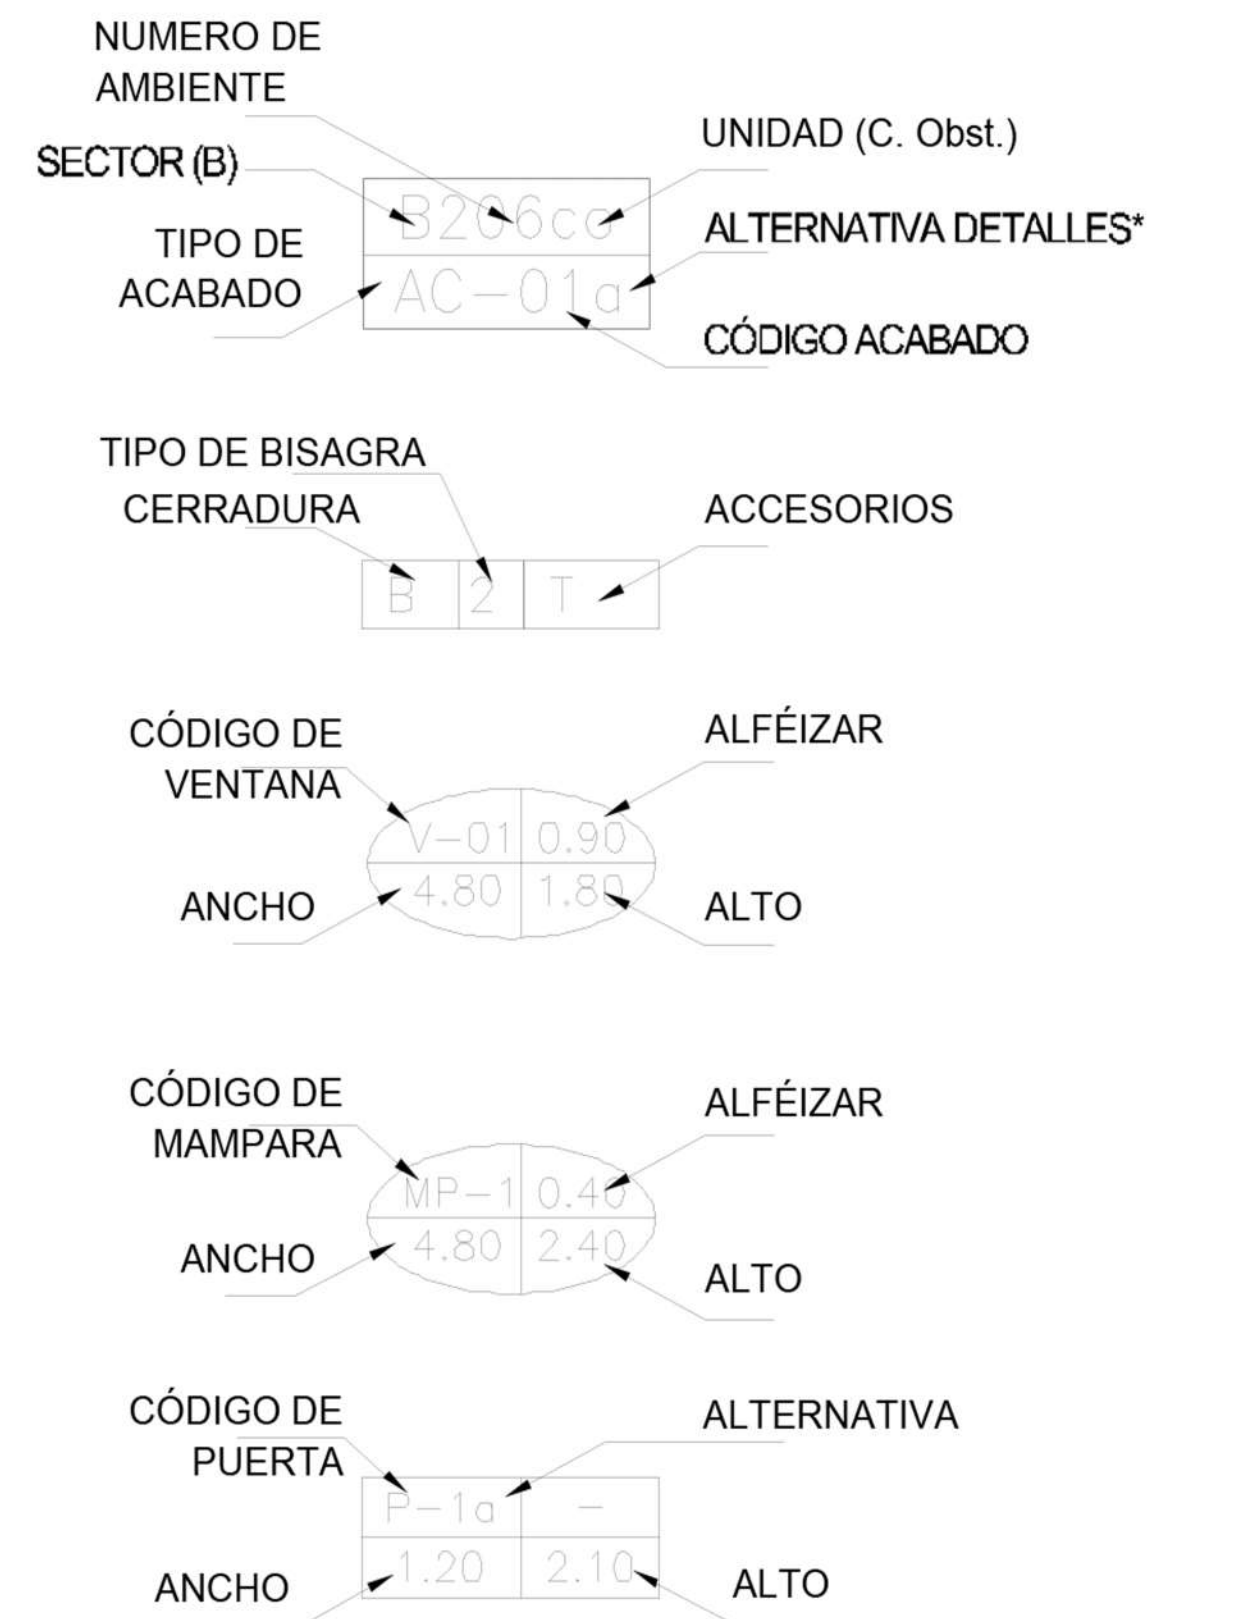 NUMERO DE
AMBIENTE
UNIDAD (C. Obst.)
SECTOR (B)
B206co
ALTERNATIVA DETALLES*
TIPO DE
ACABADO
AC-01a
CÓDIGO ACABADO
TIPO DE BISAGRA
CERRADURA
ACCESORIOS
B 2 T
CÓDIGO DE
VENTANA
ALFÉIZAR
V-01 0.90
4.80 1.80
ANCHO
ALTO
CÓDIGO DE
MAMPARA
ALFÉIZAR
MP-1 0.40
4.80 2.40
ANCHO
ALTO
CÓDIGO DE
PUERTA
ALTERNATIVA
P-1a -
1.20 2.10
ANCHO
ALTO